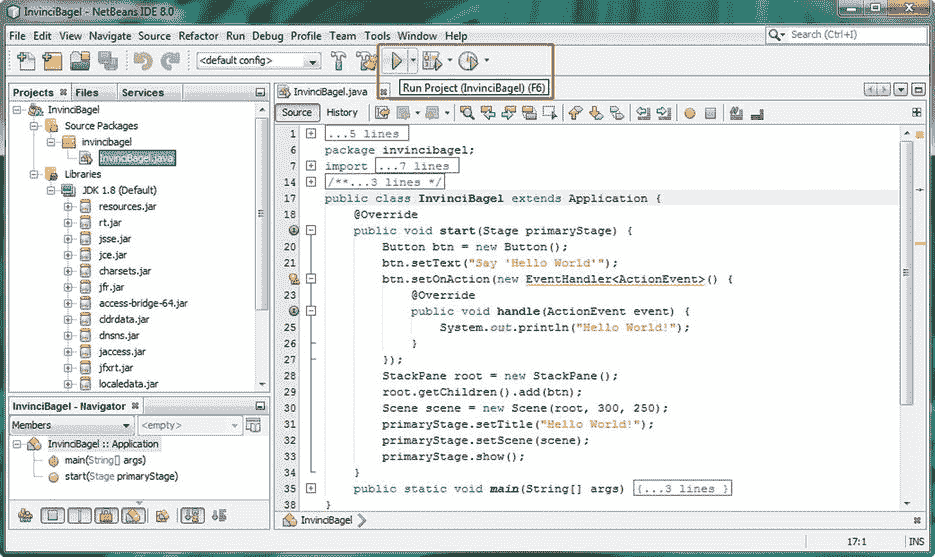 InvinciBagel - NetBeans IDE 8.0
File Edit View Navigate Source Refactor Run Debug Profile Team Tools Window Help
Search (Ctrl+I)
<default config>
Run Project (InvinciBagel) (F6)
Projects Files Services
InvinciBagel
Source Packages
invincibagel
InvinciBagel.java
Libraries
JDK 1.8 (Default)
resources.jar
rt.jar
jsse.jar
jce.jar
charsets.jar
jfr.jar
access-bridge-64.jar
cldrdata.jar
dnsns.jar
jaccess.jar
jfxrt.jar
localedata.jar
InvinciBagel - Navigator
Members <empty>
InvinciBagel :: Application
main(String[] args)
start(Stage primaryStage)
InvinciBagel.java
Source History
1 ...5 lines
6 package invincibagel;
7 import ...7 lines
14 /**...3 lines */
17 public class InvinciBagel extends Application {
18 @Override
public void start(Stage primaryStage) {
20 Button btn = new Button();
21 btn.setText("Say 'Hello World'");
btn.setOnAction(new EventHandler<ActionEvent>() {
23 @Override
public void handle(ActionEvent event) {
25 System.out.println("Hello World!");
26 }
27 });
28 StackPane root = new StackPane();
29 root.getChildren().add(btn);
30 Scene scene = new Scene(root, 300, 250);
31 primaryStage.setTitle("Hello World!");
32 primaryStage.setScene(scene);
33 primaryStage.show();
34 }
35 public static void main(String[] args) {...3 lines }
38 }
InvinciBagel
17:1 INS